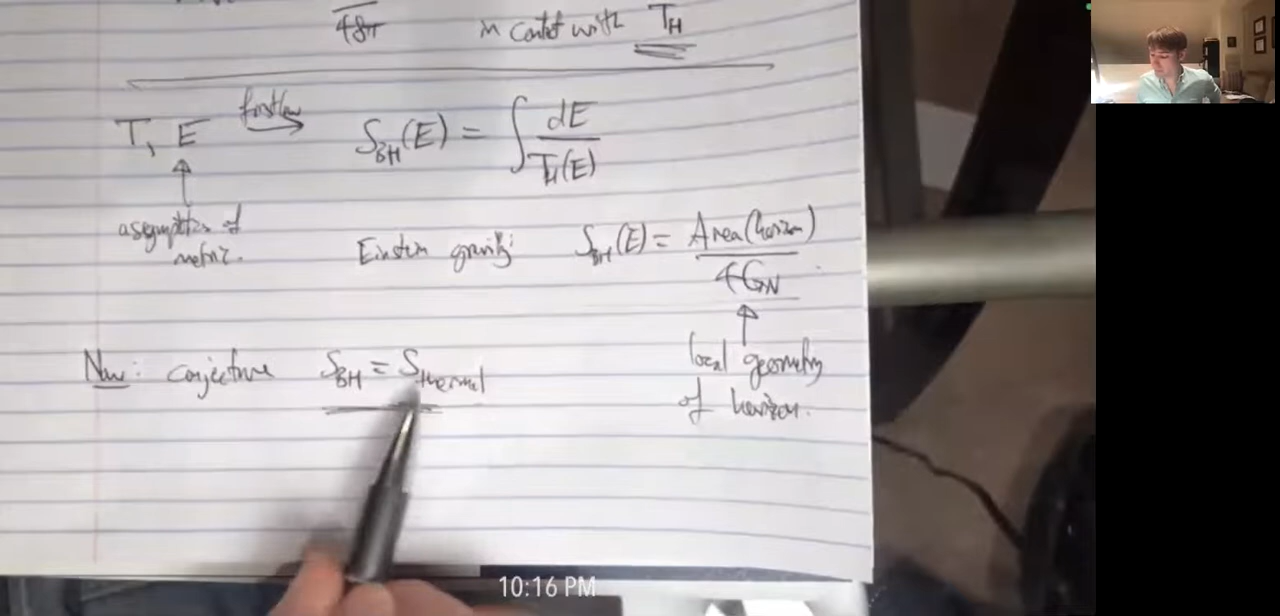 48π in contact with T_H
T, E first law → S_BH(E) = ∫ dE / T_H(E)
asymptotics of
metric.
Einstein gravity: S_BH(E) = Area(horizon) / 4G_N
local geometry
of horizon.
Now: conjecture S_BH = S_thermal
10:16 PM